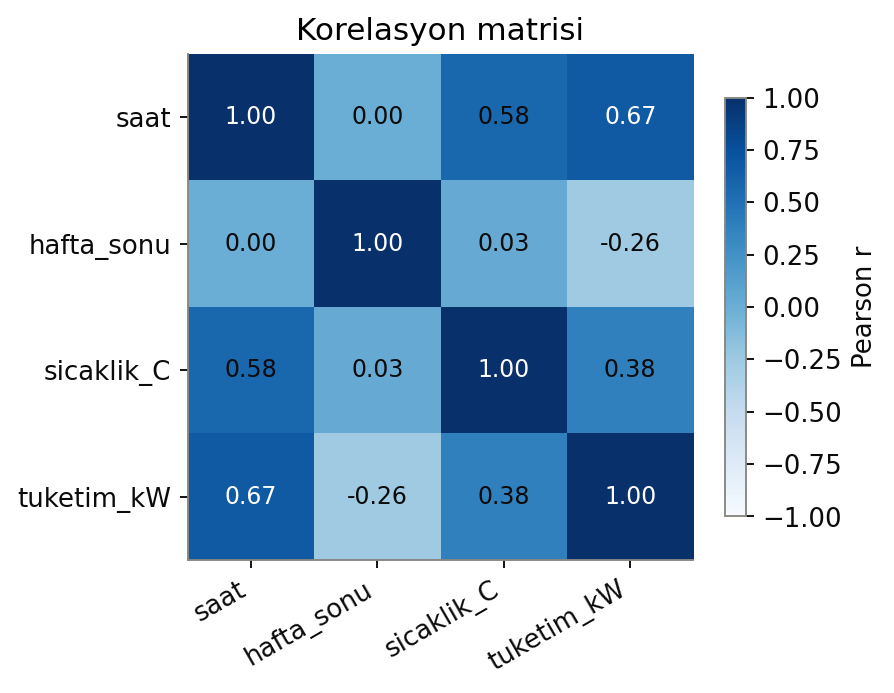 Korelasyon matrisi
saat
1.00
0.00
0.58
0.67
hafta_sonu
0.00
1.00
0.03
-0.26
sicaklik_C
0.58
0.03
1.00
0.38
tuketim_kW
0.67
-0.26
0.38
1.00
saat
hafta_sonu
sicaklik_C
tuketim_kW
1.00
0.75
0.50
0.25
0.00
−0.25
−0.50
−0.75
−1.00
Pearson r